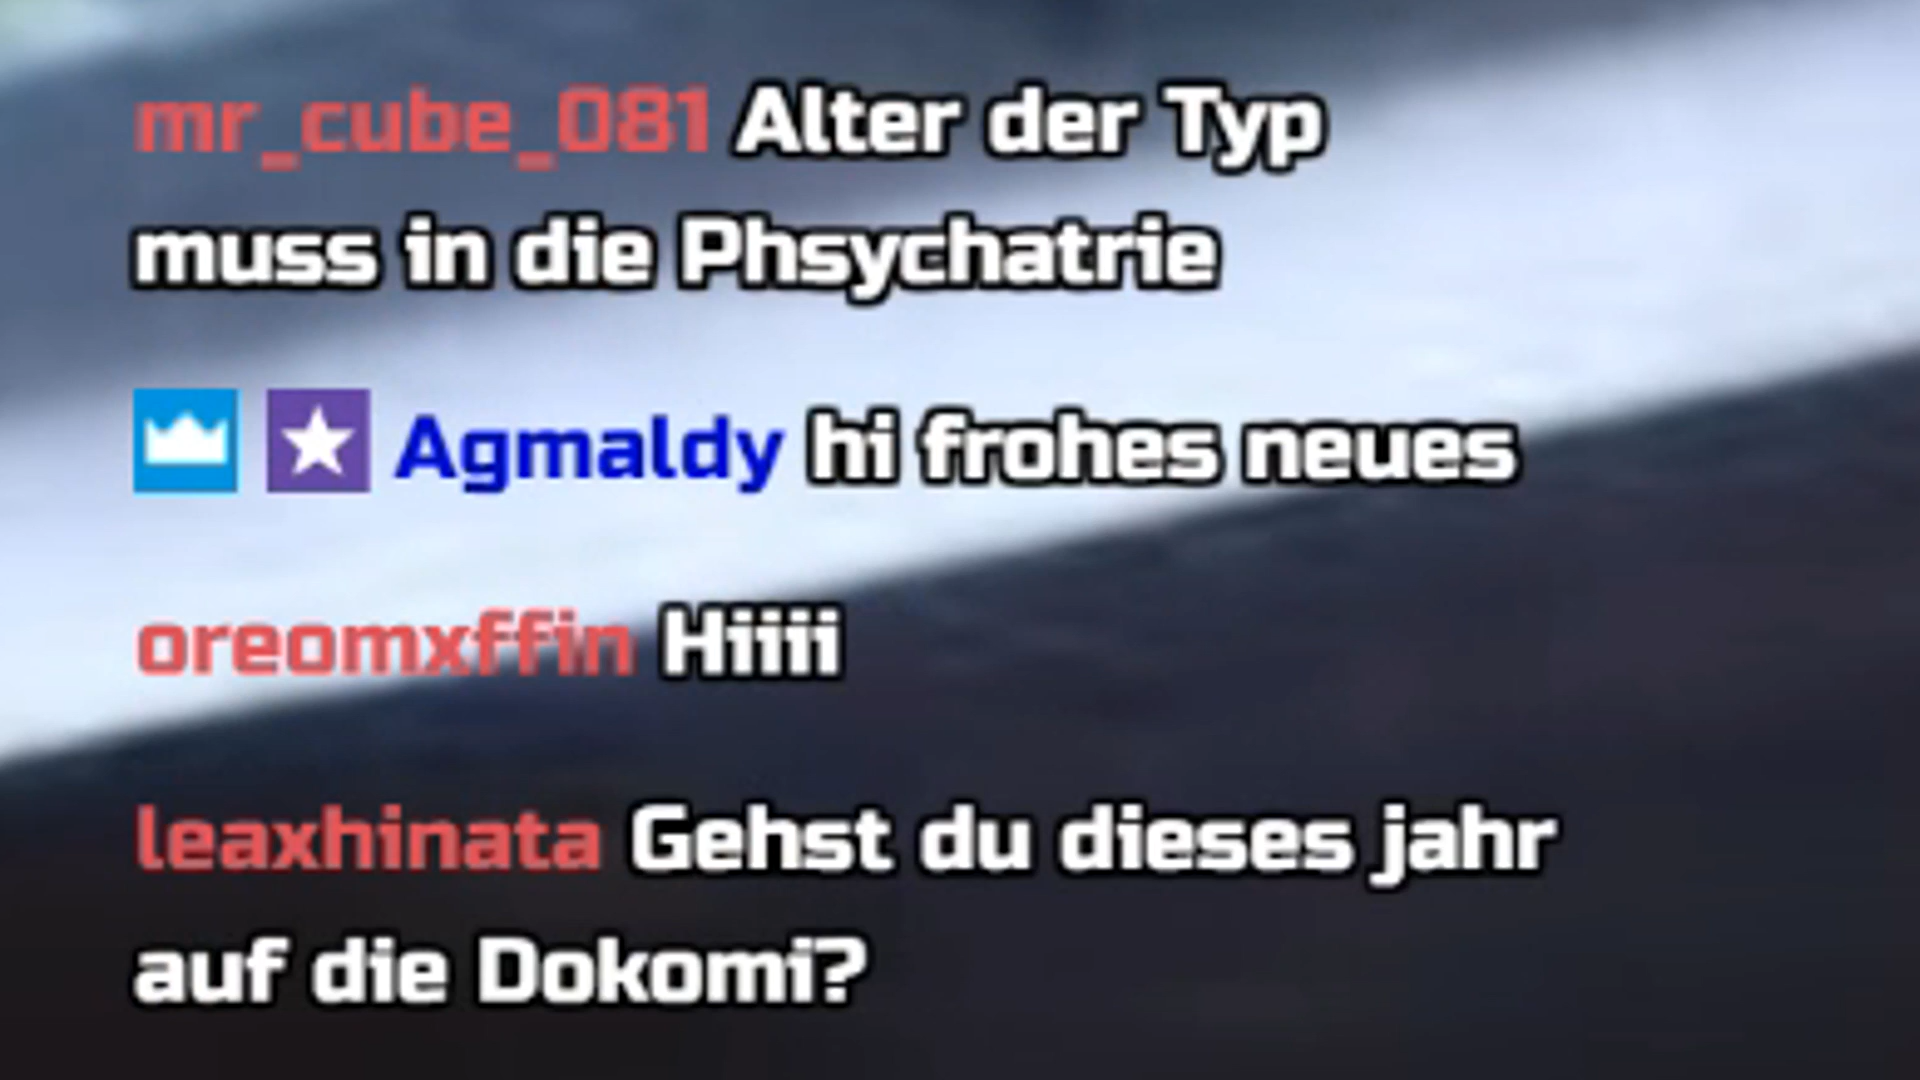 mr_cube_081 Alter der Typ
muss in die Phsychatrie
Agmaldy hi frohes neues
oreomxffin Hiiii
leaxhinata Gehst du dieses jahr
auf die Dokomi?